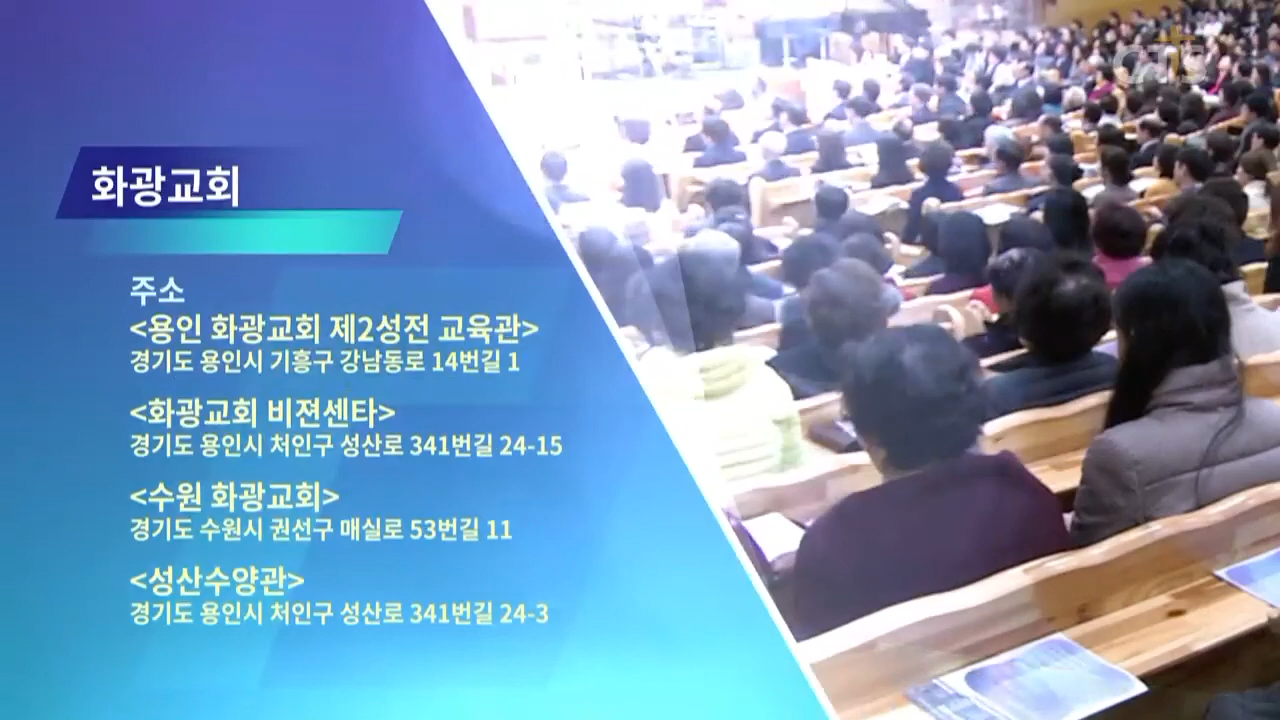 CTS
화광교회
주소
<용인 화광교회 제2성전 교육관>
경기도 용인시 기흥구 강남동로 14번길 1
<화광교회 비젼센타>
경기도 용인시 처인구 성산로 341번길 24-15
<수원 화광교회>
경기도 수원시 권선구 매실로 53번길 11
<성산수양관>
경기도 용인시 처인구 성산로 341번길 24-3